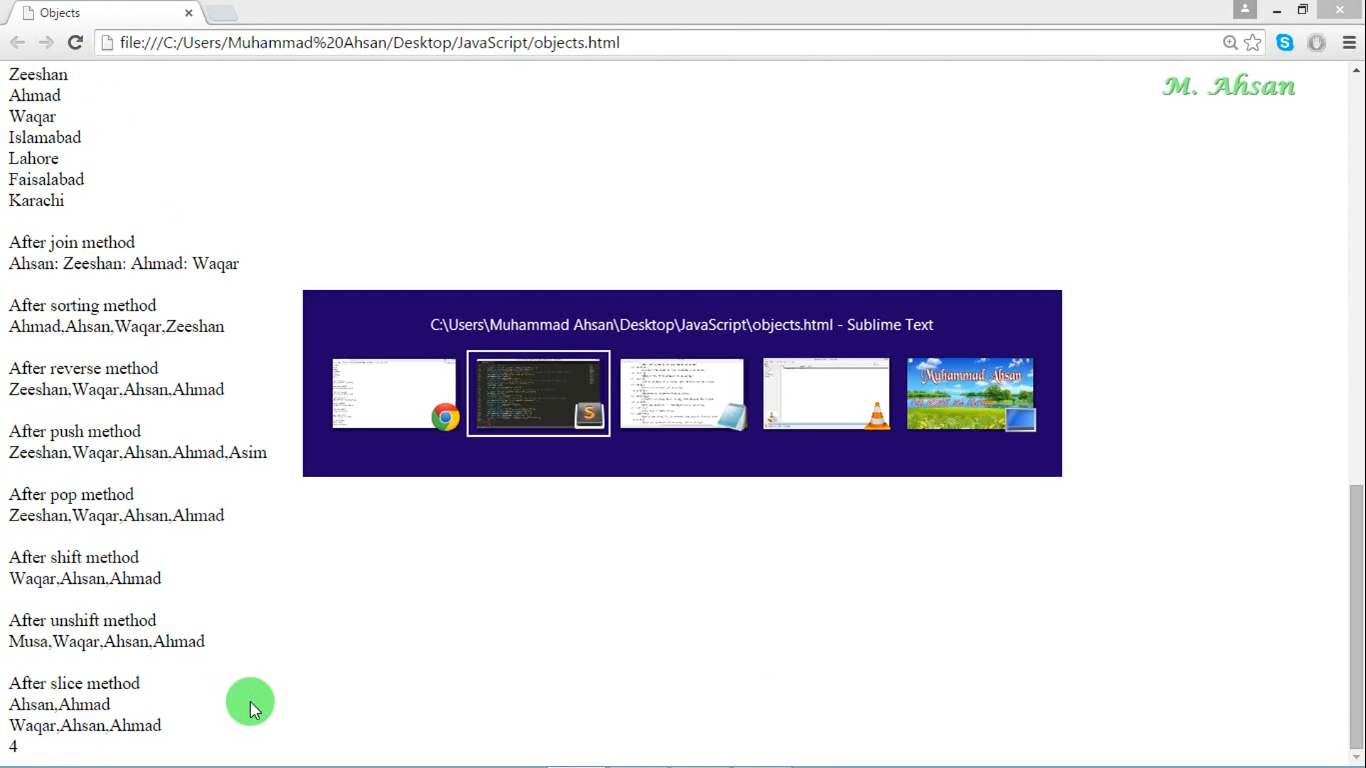 Objects
file:///C:/Users/Muhammad%20Ahsan/Desktop/JavaScript/objects.html
M. Ahsan
Zeeshan
Ahmad
Waqar
Islamabad
Lahore
Faisalabad
Karachi
After join method
Ahsan: Zeeshan: Ahmad: Waqar
After sorting method
Ahmad,Ahsan,Waqar,Zeeshan
After reverse method
Zeeshan,Waqar,Ahsan,Ahmad
After push method
Zeeshan,Waqar,Ahsan,Ahmad,Asim
After pop method
Zeeshan,Waqar,Ahsan,Ahmad
After shift method
Waqar,Ahsan,Ahmad
After unshift method
Musa,Waqar,Ahsan,Ahmad
After slice method
Ahsan,Ahmad
Waqar,Ahsan,Ahmad
4
C:\Users\Muhammad Ahsan\Desktop\JavaScript\objects.html - Sublime Text
S
Muhammad Ahsan